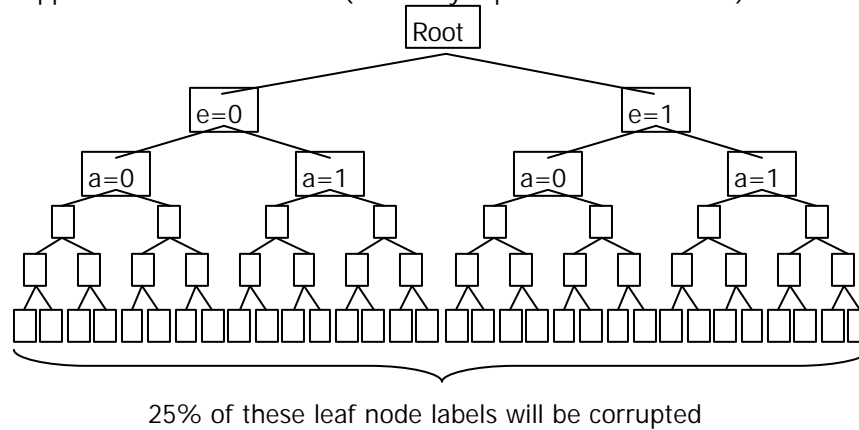 Root
e=0 e=1
a=0 a=1 a=0 a=1
25% of these leaf node labels will be corrupted